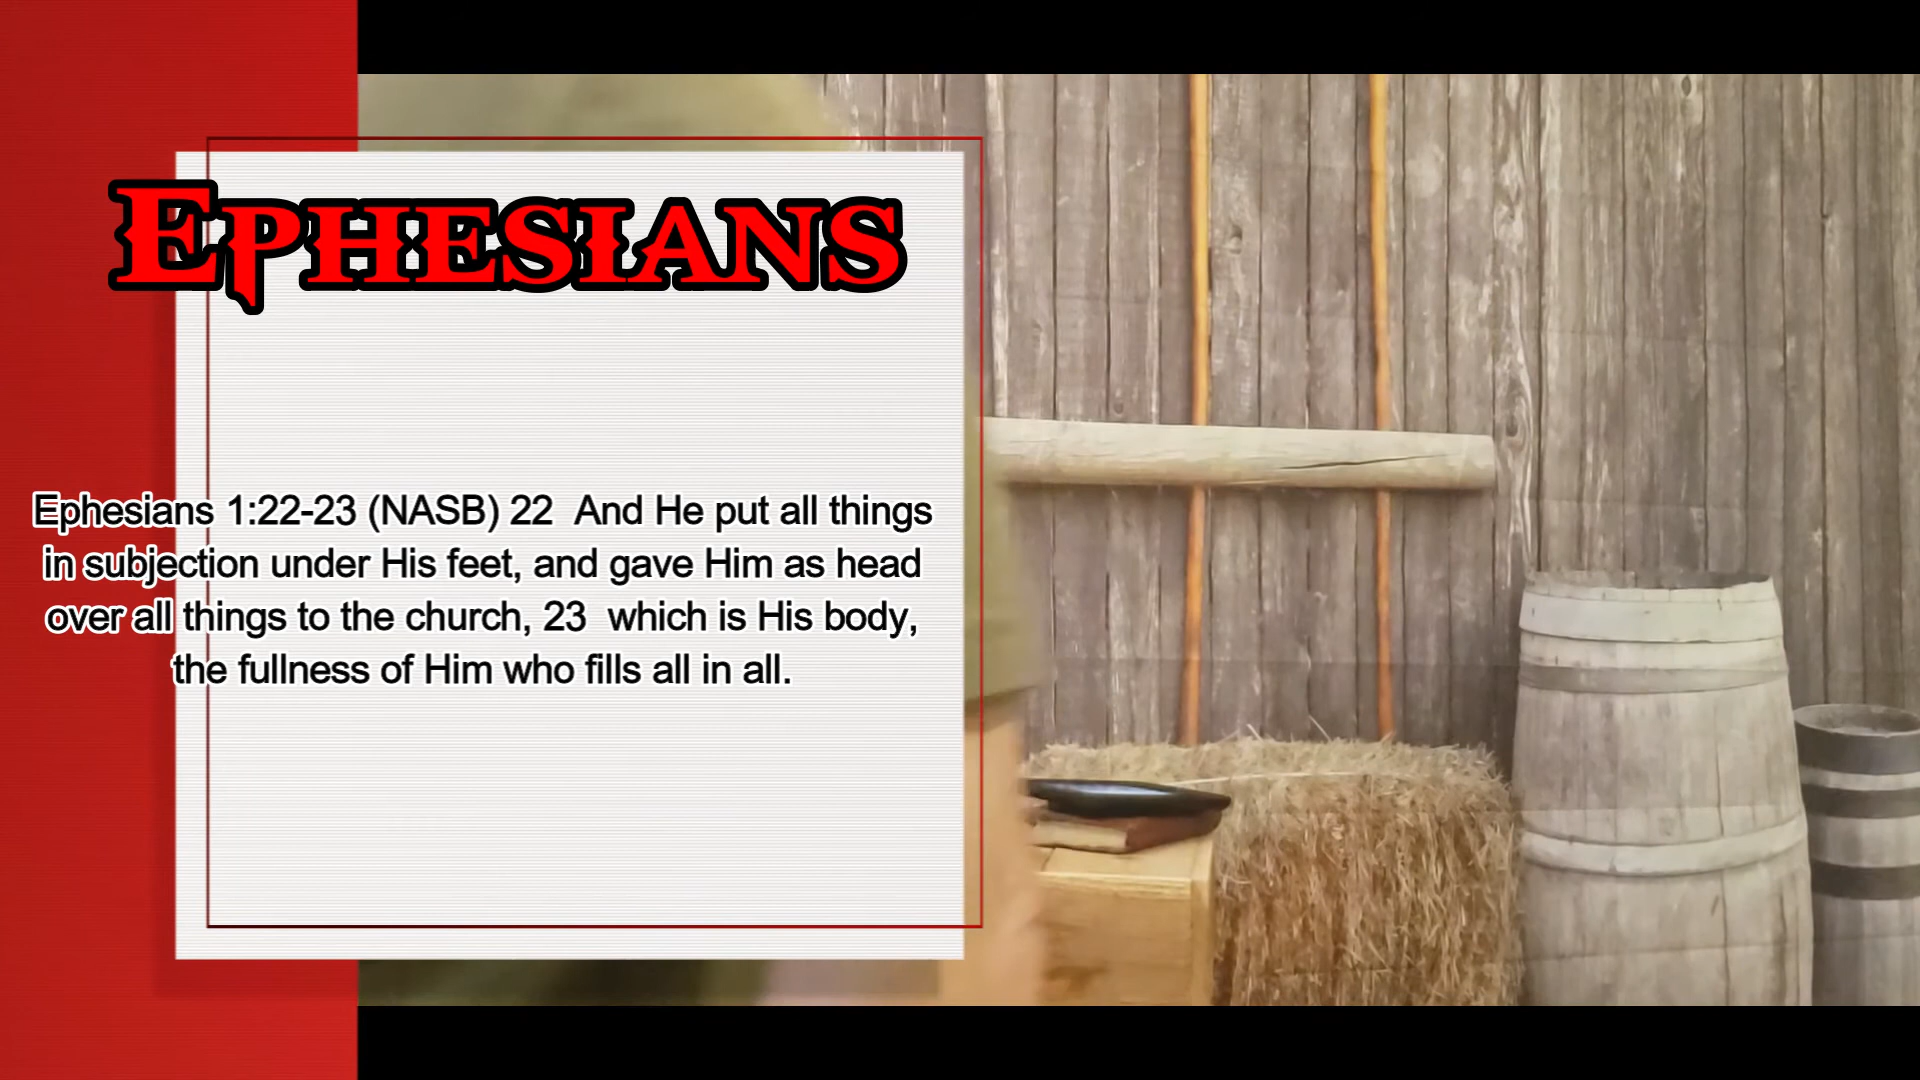 EPHESIANS
Ephesians 1:22-23 (NASB) 22  And He put all things
in subjection under His feet, and gave Him as head
over all things to the church, 23  which is His body,
the fullness of Him who fills all in all.